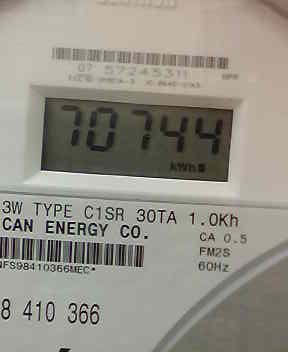 07 57245311
70744
kWh
3W TYPE C1SR 30TA 1.0Kh
CAN ENERGY CO.
CA 0.5
NFS98410366MEC*
FM2S
60Hz
8 410 366